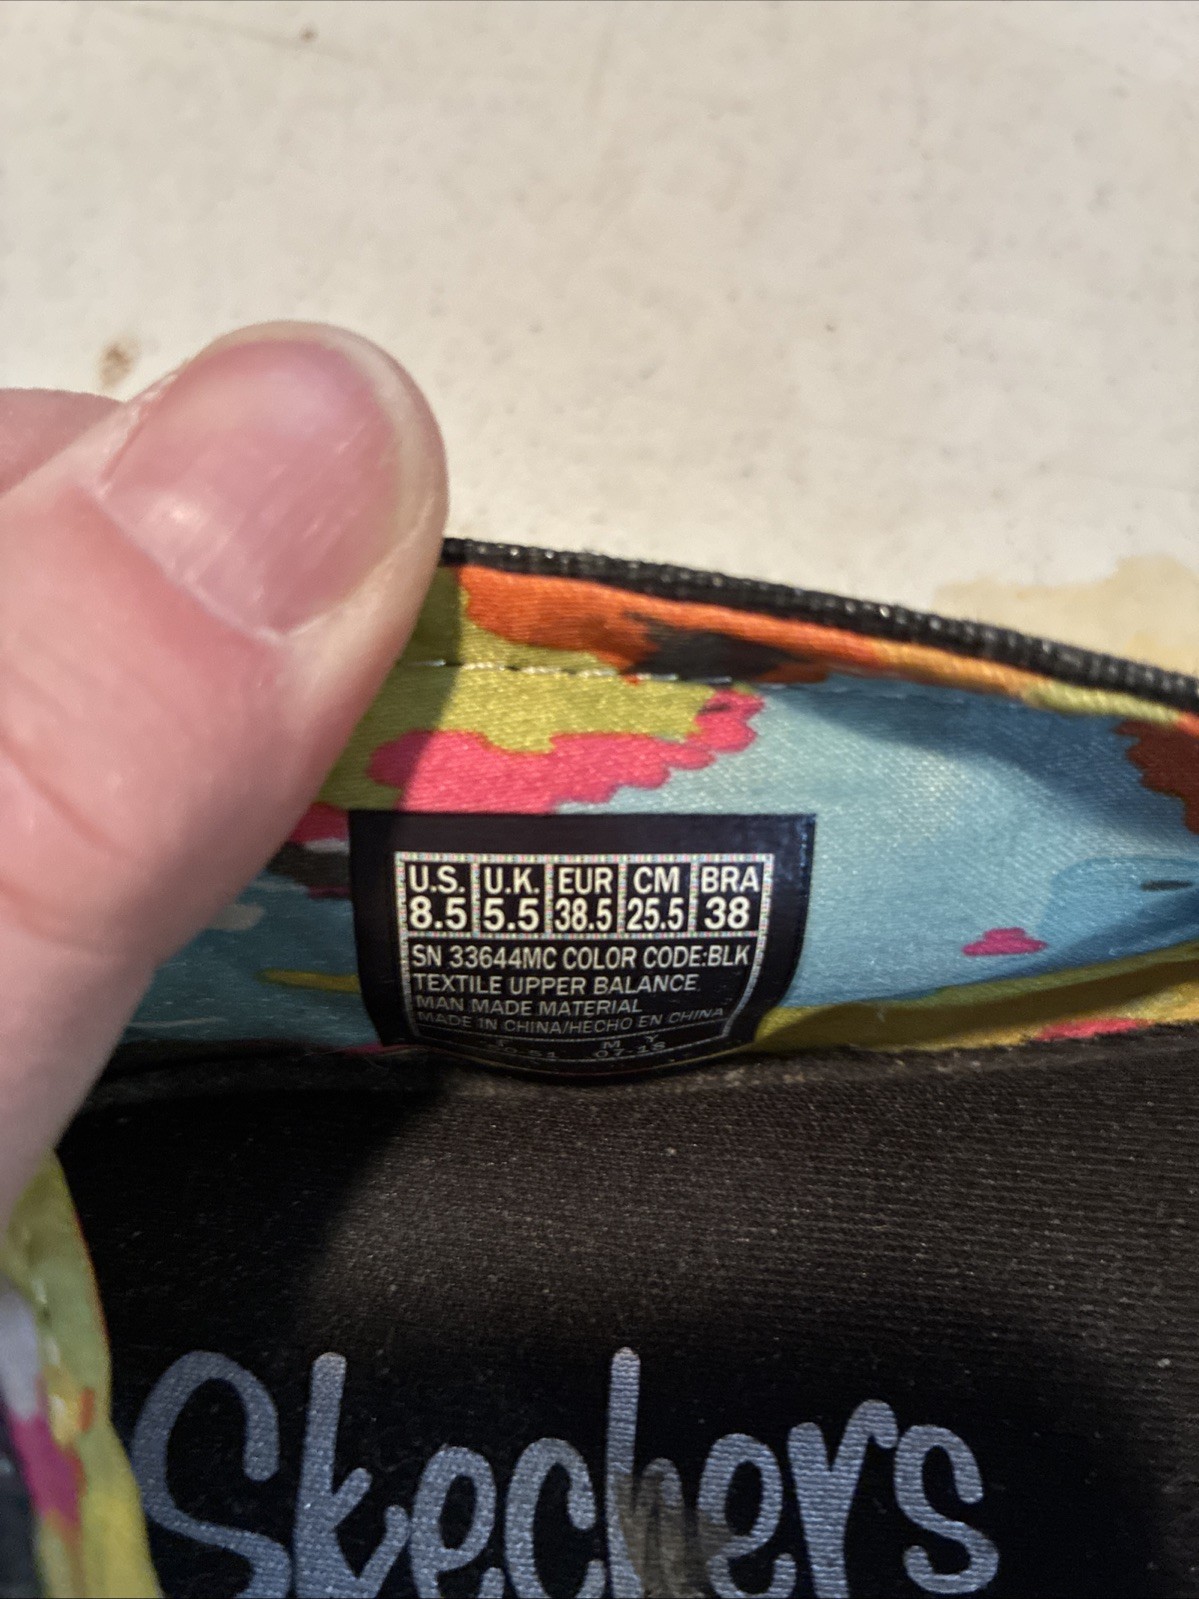 U.S. U.K. EUR CM BRA
8.5 5.5 38.5 25.5 38
SN 33644MC COLOR CODE:BLK
TEXTILE UPPER BALANCE
MAN MADE MATERIAL
MADE IN CHINA/HECHO EN CHINA
M Y
Skechers